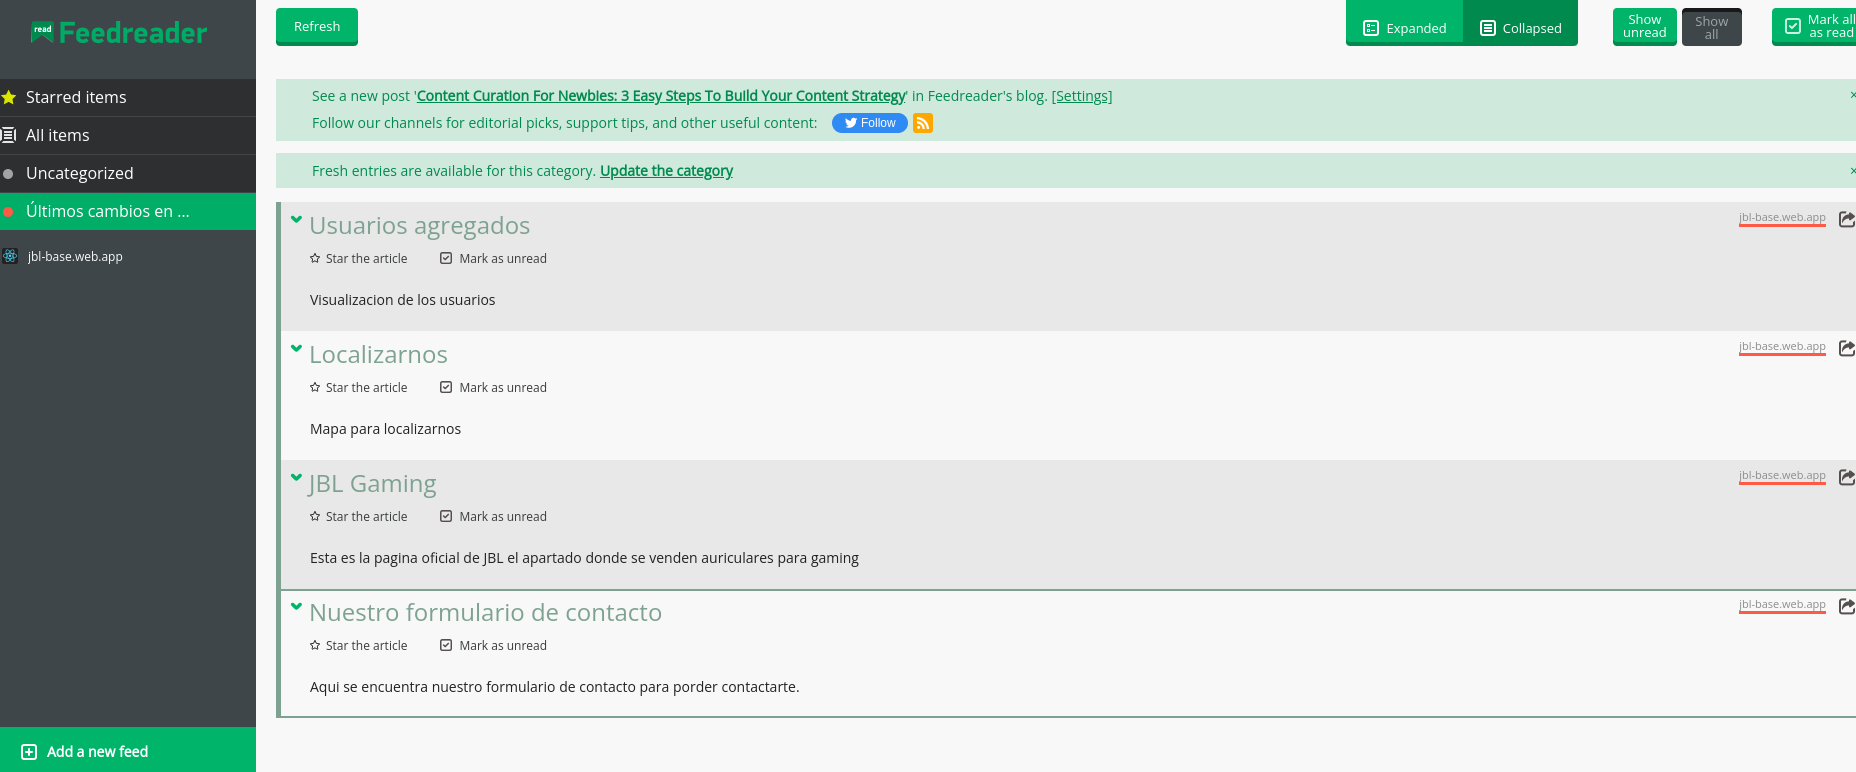 read Feedreader
Starred items
All items
Uncategorized
Últimos cambios en ...
jbl-base.web.app
Add a new feed
Refresh
Expanded
Collapsed
Show
unread
Show
all
Mark all
as read
See a new post 'Content Curation For Newbies: 3 Easy Steps To Build Your Content Strategy' in Feedreader's blog. [Settings]
Follow our channels for editorial picks, support tips, and other useful content: Follow
Fresh entries are available for this category. Update the category
Usuarios agregados
jbl-base.web.app
Star the article Mark as unread
Visualizacion de los usuarios
Localizarnos
jbl-base.web.app
Star the article Mark as unread
Mapa para localizarnos
JBL Gaming
jbl-base.web.app
Star the article Mark as unread
Esta es la pagina oficial de JBL el apartado donde se venden auriculares para gaming
Nuestro formulario de contacto
jbl-base.web.app
Star the article Mark as unread
Aqui se encuentra nuestro formulario de contacto para porder contactarte.